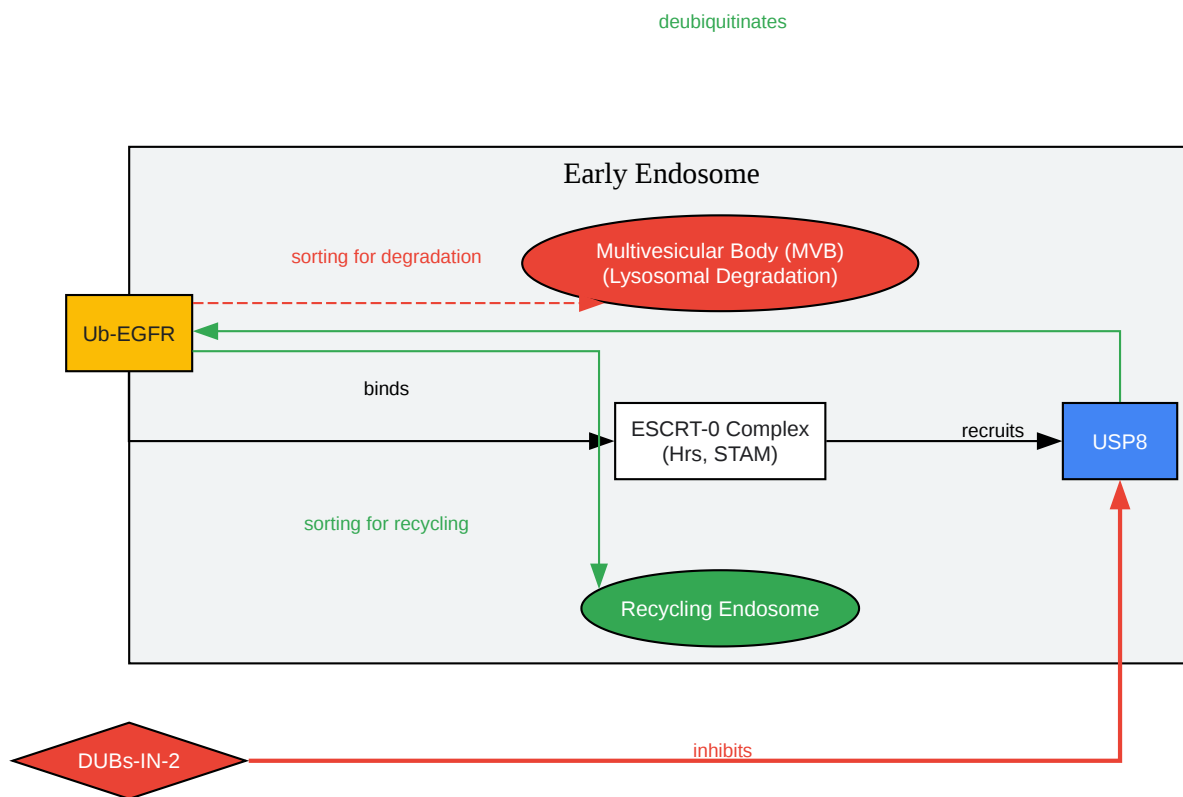 deubiquitinates
Early Endosome
Multivesicular Body (MVB)
(Lysosomal Degradation)
sorting for degradation
Ub-EGFR
binds
ESCRT-0 Complex
(Hrs, STAM)
recruits
USP8
sorting for recycling
Recycling Endosome
DUBs-IN-2
inhibits